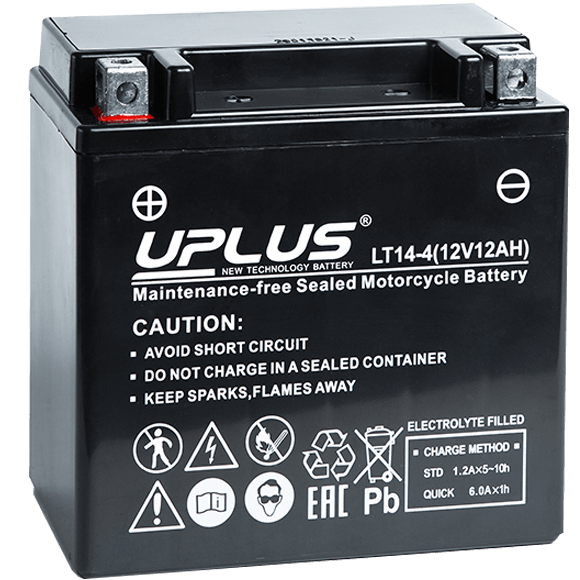 UPLUS®
NEW TECHNOLOGY BATTERY
LT14-4(12V12AH)
Maintenance-free Sealed Motorcycle Battery
CAUTION:
▪ AVOID SHORT CIRCUIT
▪ DO NOT CHARGE IN A SEALED CONTAINER
▪ KEEP SPARKS,FLAMES AWAY
ELECTROLYTE FILLED
▪ CHARGE METHOD ▪
STD 1.2A×5~10h
QUICK 6.0A×1h
EAC Pb